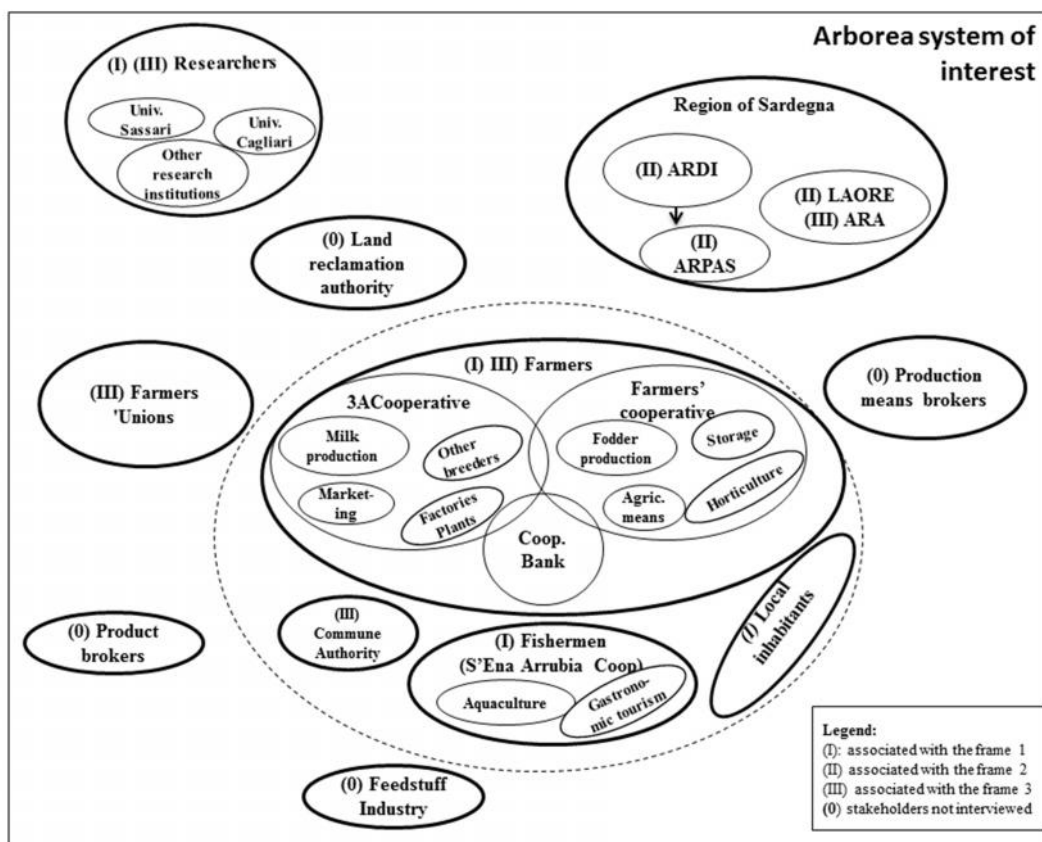 Arborea system of
interest
(I) (III) Researchers
Univ.
Sassari
Univ.
Cagliari
Other
research
institutions
Region of Sardegna
(II) ARDI
(II) LAORE
(III) ARA
(II)
ARPAS
(0) Land
reclamation
authority
(III) Farmers
'Unions
(0) Production
means brokers
(I) III) Farmers
3ACooperative
Milk
production
Other
breeders
Market-
ing
Factories
Plants
Farmers'
cooperative
Fodder
production
Storage
Agric.
means
Horticulture
Coop.
Bank
(0) Product
brokers
(III)
Commune
Authority
(I) Fishermen
(S'Ena Arrubia Coop)
Aquaculture
Gastrono-
mic tourism
(I) Local
inhabitants
(0) Feedstuff
Industry
Legend:
(I): associated with the frame 1
(II) associated with the frame 2
(III) associated with the frame 3
(0) stakeholders not interviewed